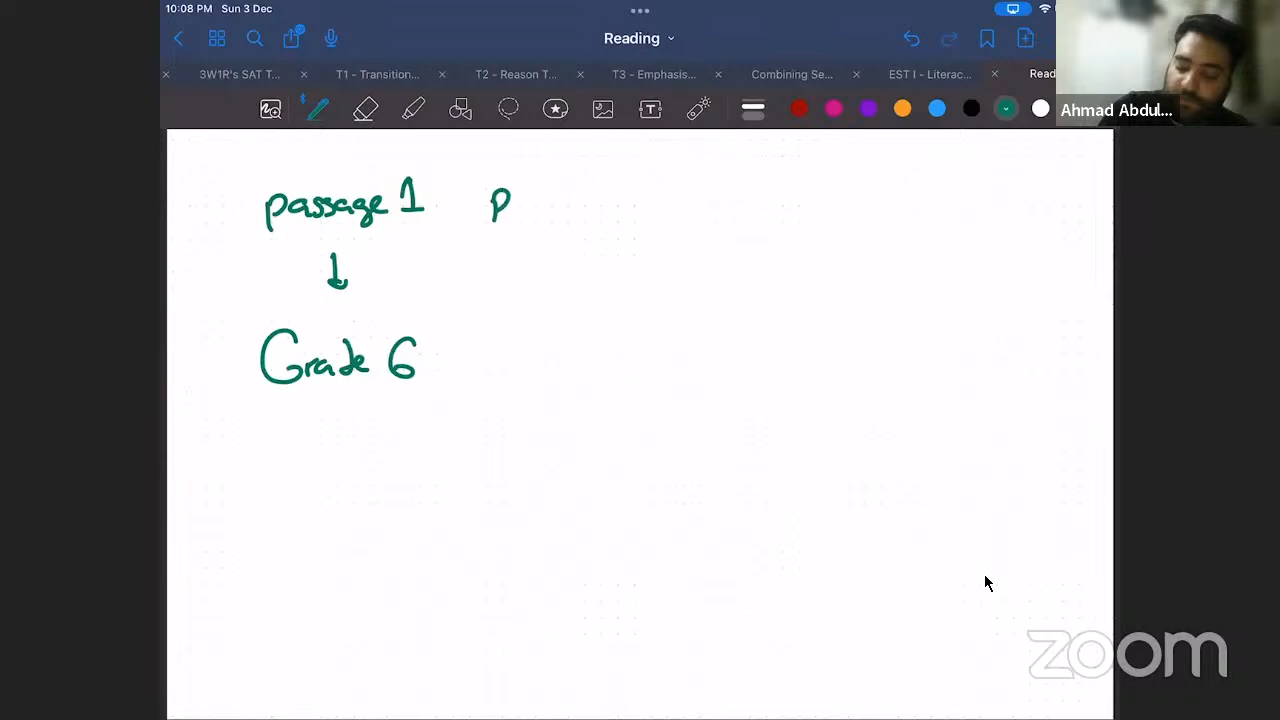 10:08 PM Sun 3 Dec
Reading
3W1R's SAT T...
T1 - Transition...
T2 - Reason T...
T3 - Emphasis...
Combining Se...
EST I - Literac...
Read
Ahmad Abdul...
passage 1 p
↓
Grade 6
zoom